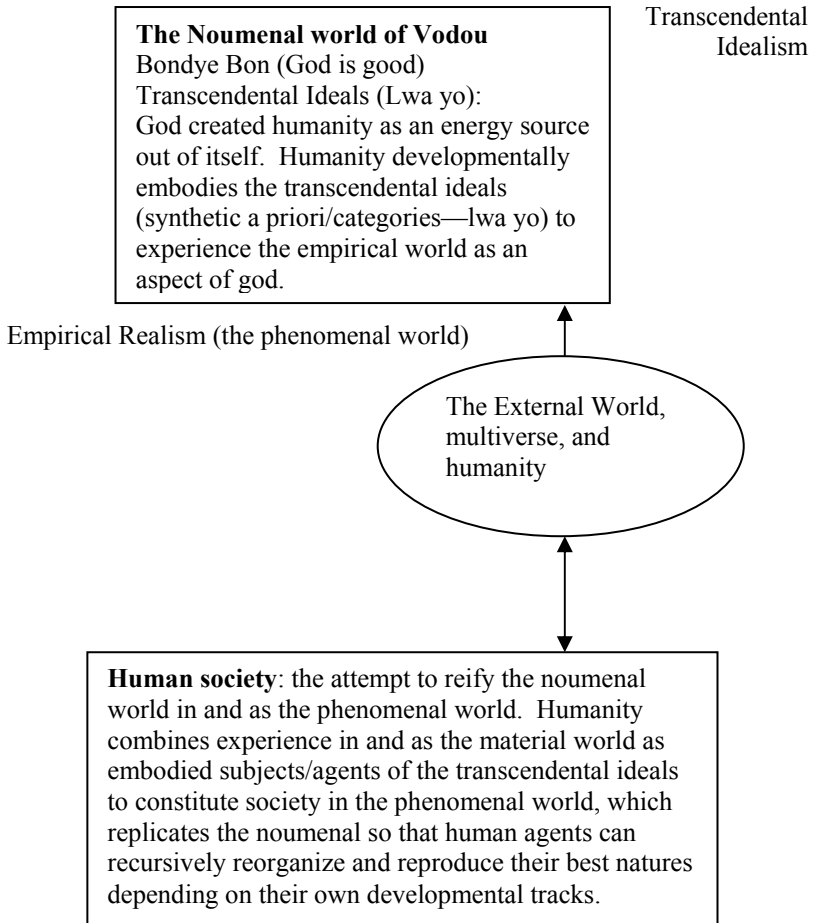 Transcendental
Idealism
The Noumenal world of Vodou
Bondye Bon (God is good)
Transcendental Ideals (Lwa yo):
God created humanity as an energy source
out of itself.  Humanity developmentally
embodies the transcendental ideals
(synthetic a priori/categories—lwa yo) to
experience the empirical world as an
aspect of god.
Empirical Realism (the phenomenal world)
The External World,
multiverse, and
humanity
Human society: the attempt to reify the noumenal
world in and as the phenomenal world.  Humanity
combines experience in and as the material world as
embodied subjects/agents of the transcendental ideals
to constitute society in the phenomenal world, which
replicates the noumenal so that human agents can
recursively reorganize and reproduce their best natures
depending on their own developmental tracks.